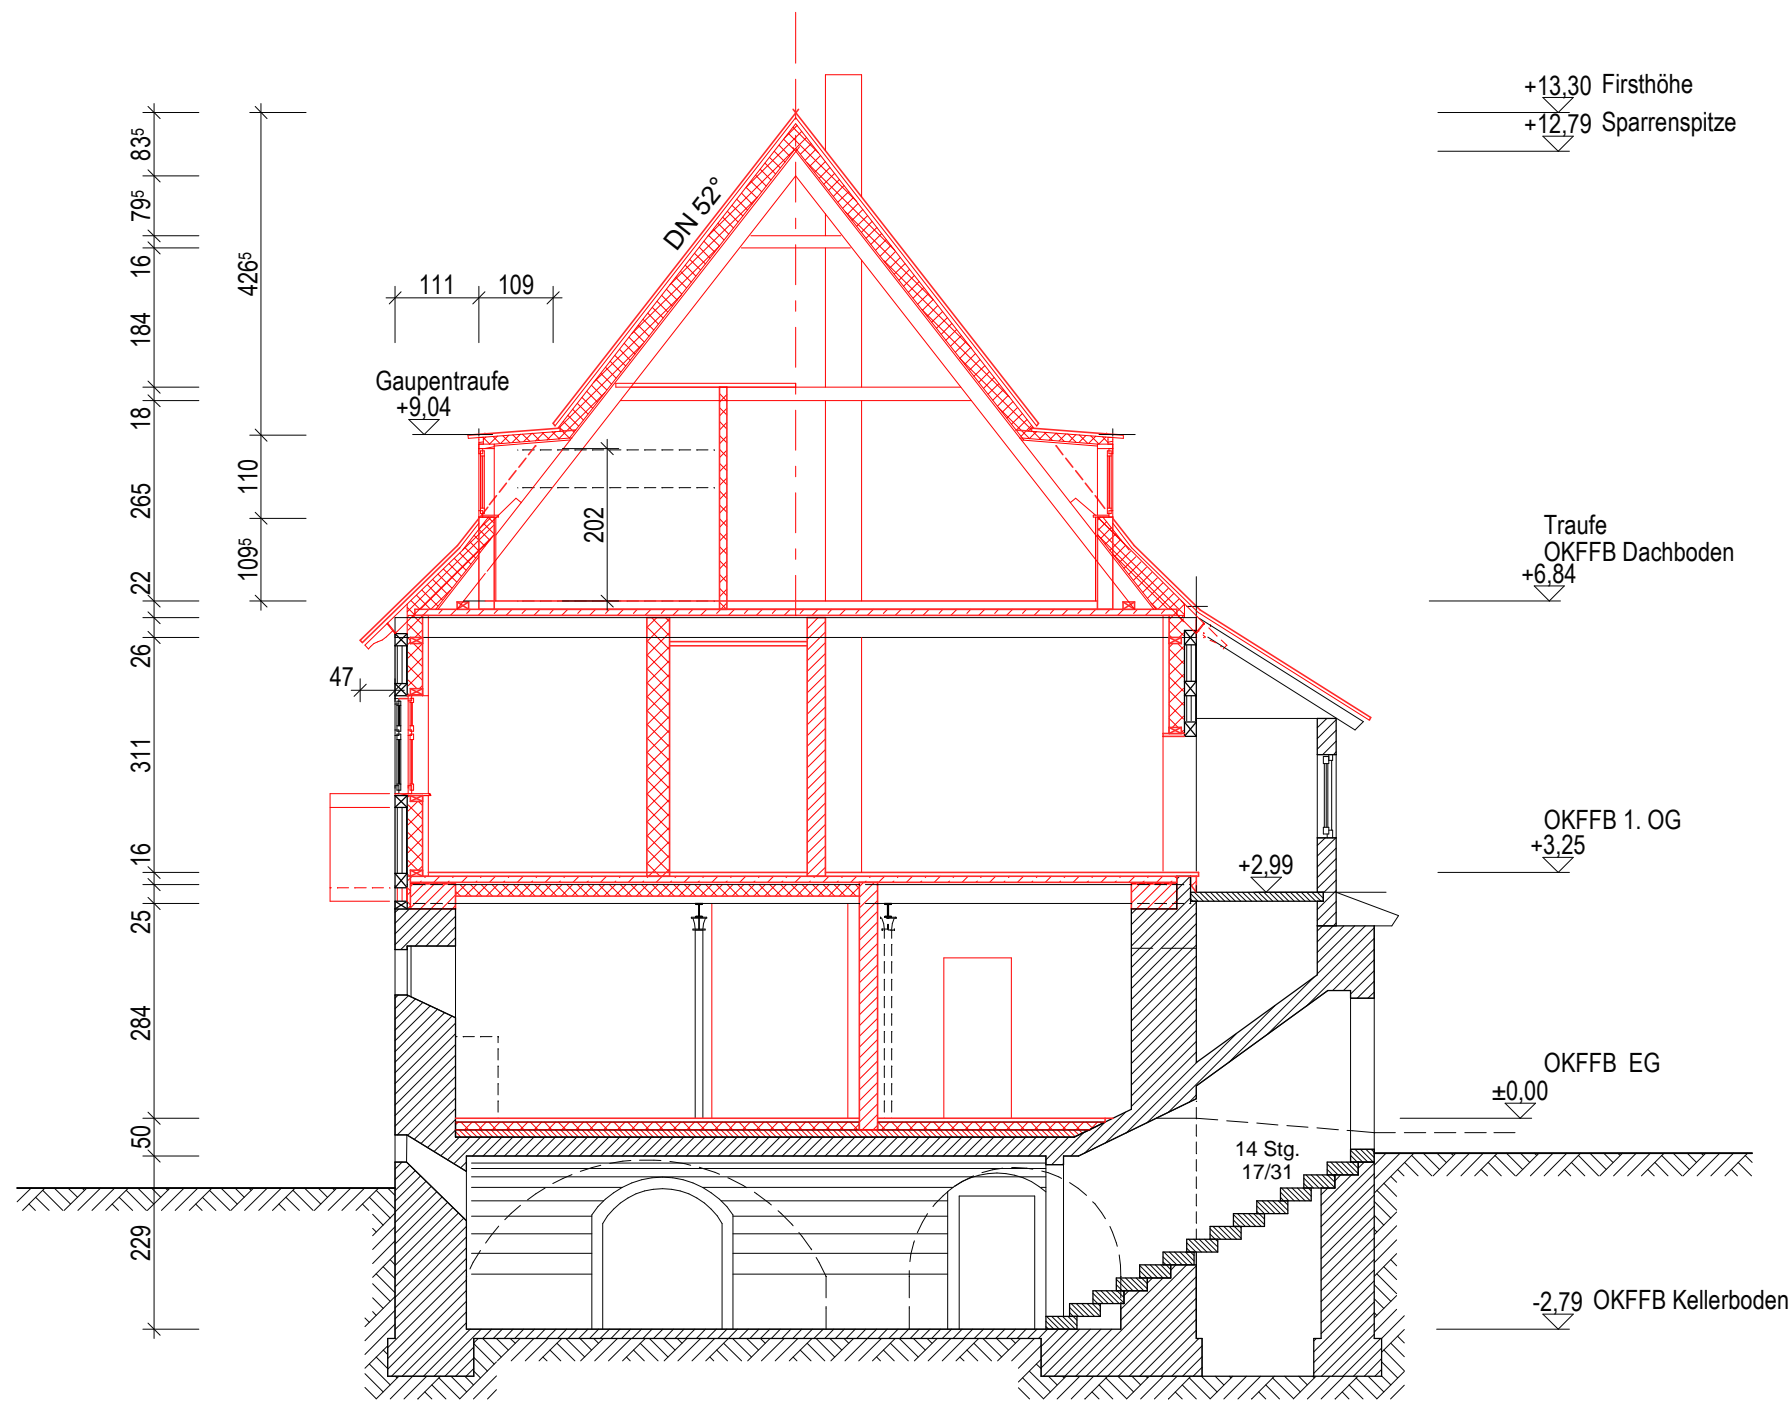 +13,30 Firsthöhe
+12,79 Sparrenspitze
83⁵
79⁵
16
184
18
265
22
26
311
16
25
284
50
229
426⁵
110
109⁵
111 109
DN 52°
Gaupentraufe
+9,04
202
47
Traufe
OKFFB Dachboden
+6,84
OKFFB 1. OG
+3,25
+2,99
OKFFB EG
±0,00
14 Stg.
17/31
-2,79 OKFFB Kellerboden